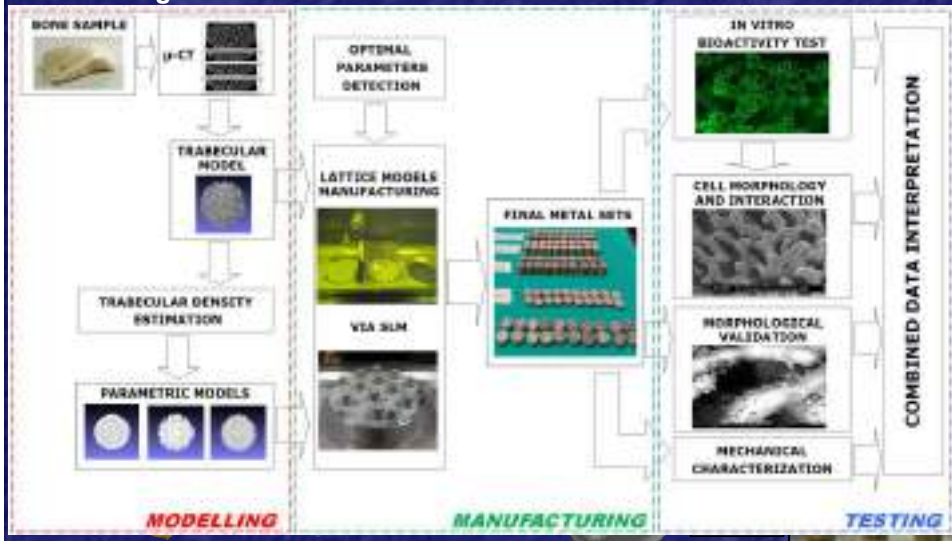 BONE SAMPLE
μ-CT
TRABECULAR
MODEL
TRABECULAR DENSITY
ESTIMATION
PARAMETRIC MODELS
MODELLING
OPTIMAL
PARAMETERS
DETECTION
LATTICE MODELS
MANUFACTURING
VIA SLM
FINAL METAL SETS
MANUFACTURING
IN VITRO
BIOACTIVITY TEST
CELL MORPHOLOGY
AND INTERACTION
MORPHOLOGICAL
VALIDATION
MECHANICAL
CHARACTERIZATION
TESTING
COMBINED DATA INTERPRETATION